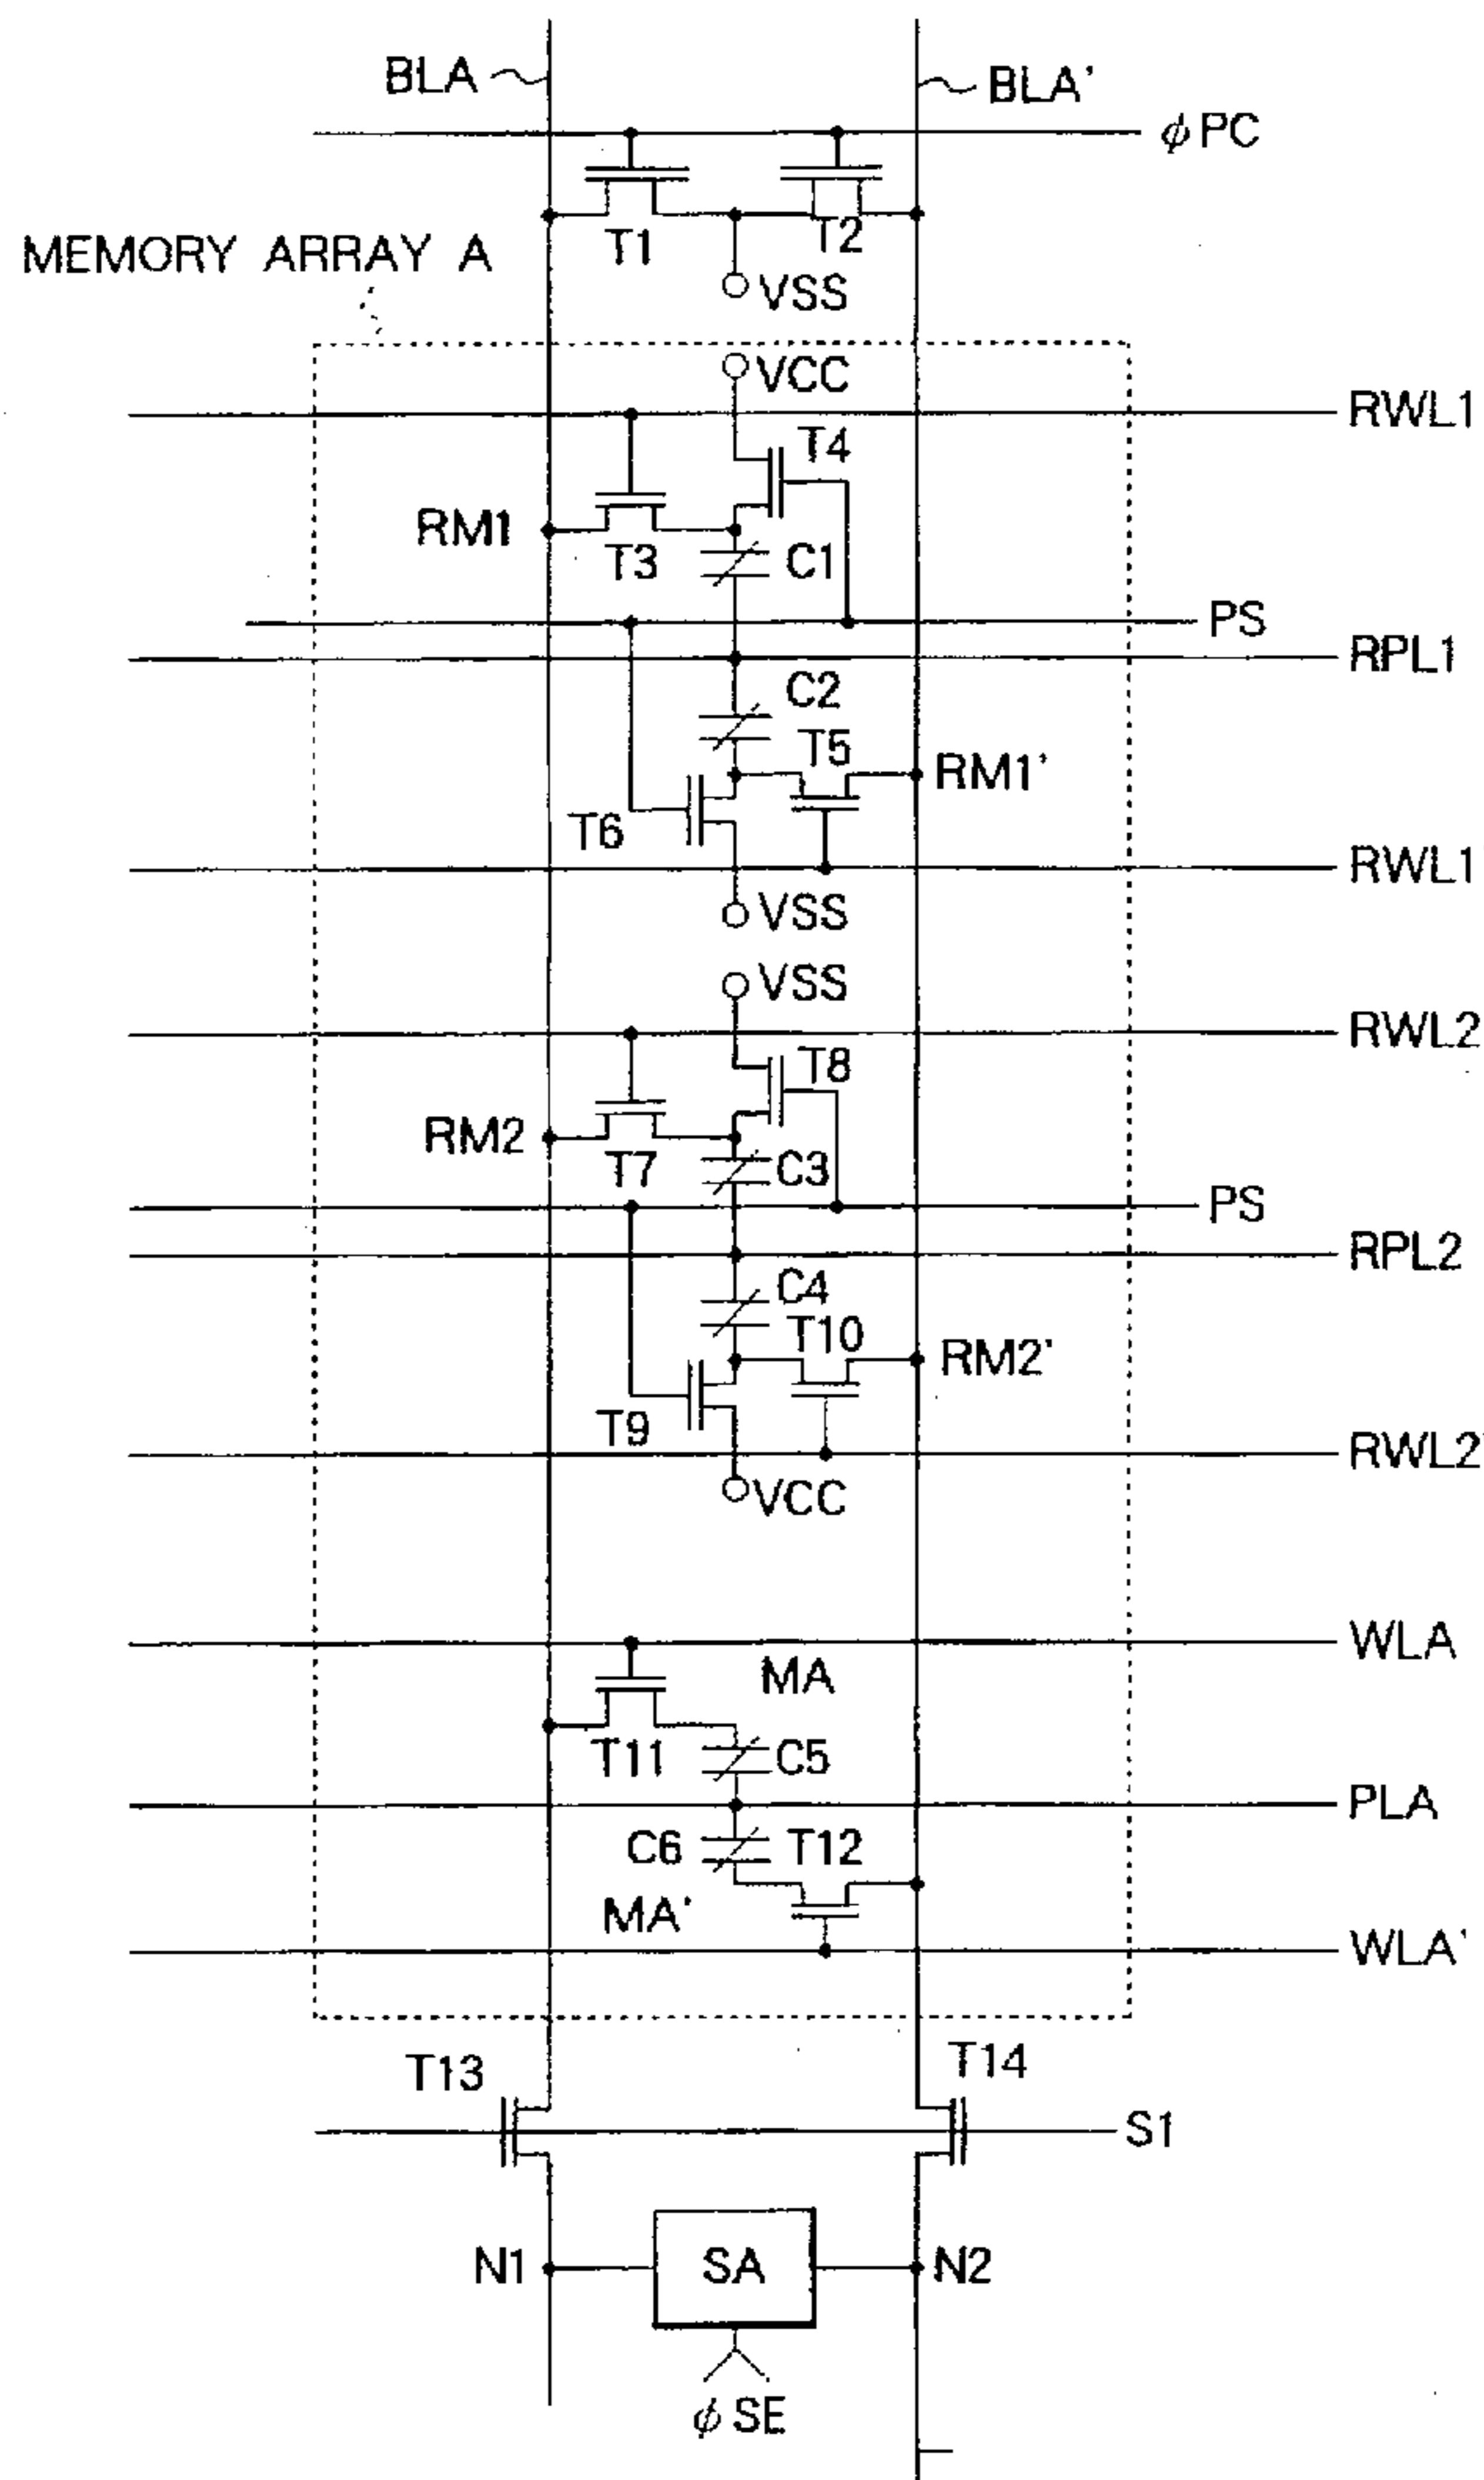 BLA
BLA'
φPC
T1
T2
MEMORY ARRAY A
VSS
VCC
RWL1
T4
RM1
T3
C1
PS
RPL1
C2
T5
RM1'
T6
RWL1
VSS
VSS
RWL2
T8
RM2
T7
C3
PS
RPL2
C4
T10
RM2'
T9
RWL2'
VCC
WLA
MA
T11
C5
PLA
C6
T12
MA'
WLA'
T13
T14
S1
N1
SA
N2
φSE